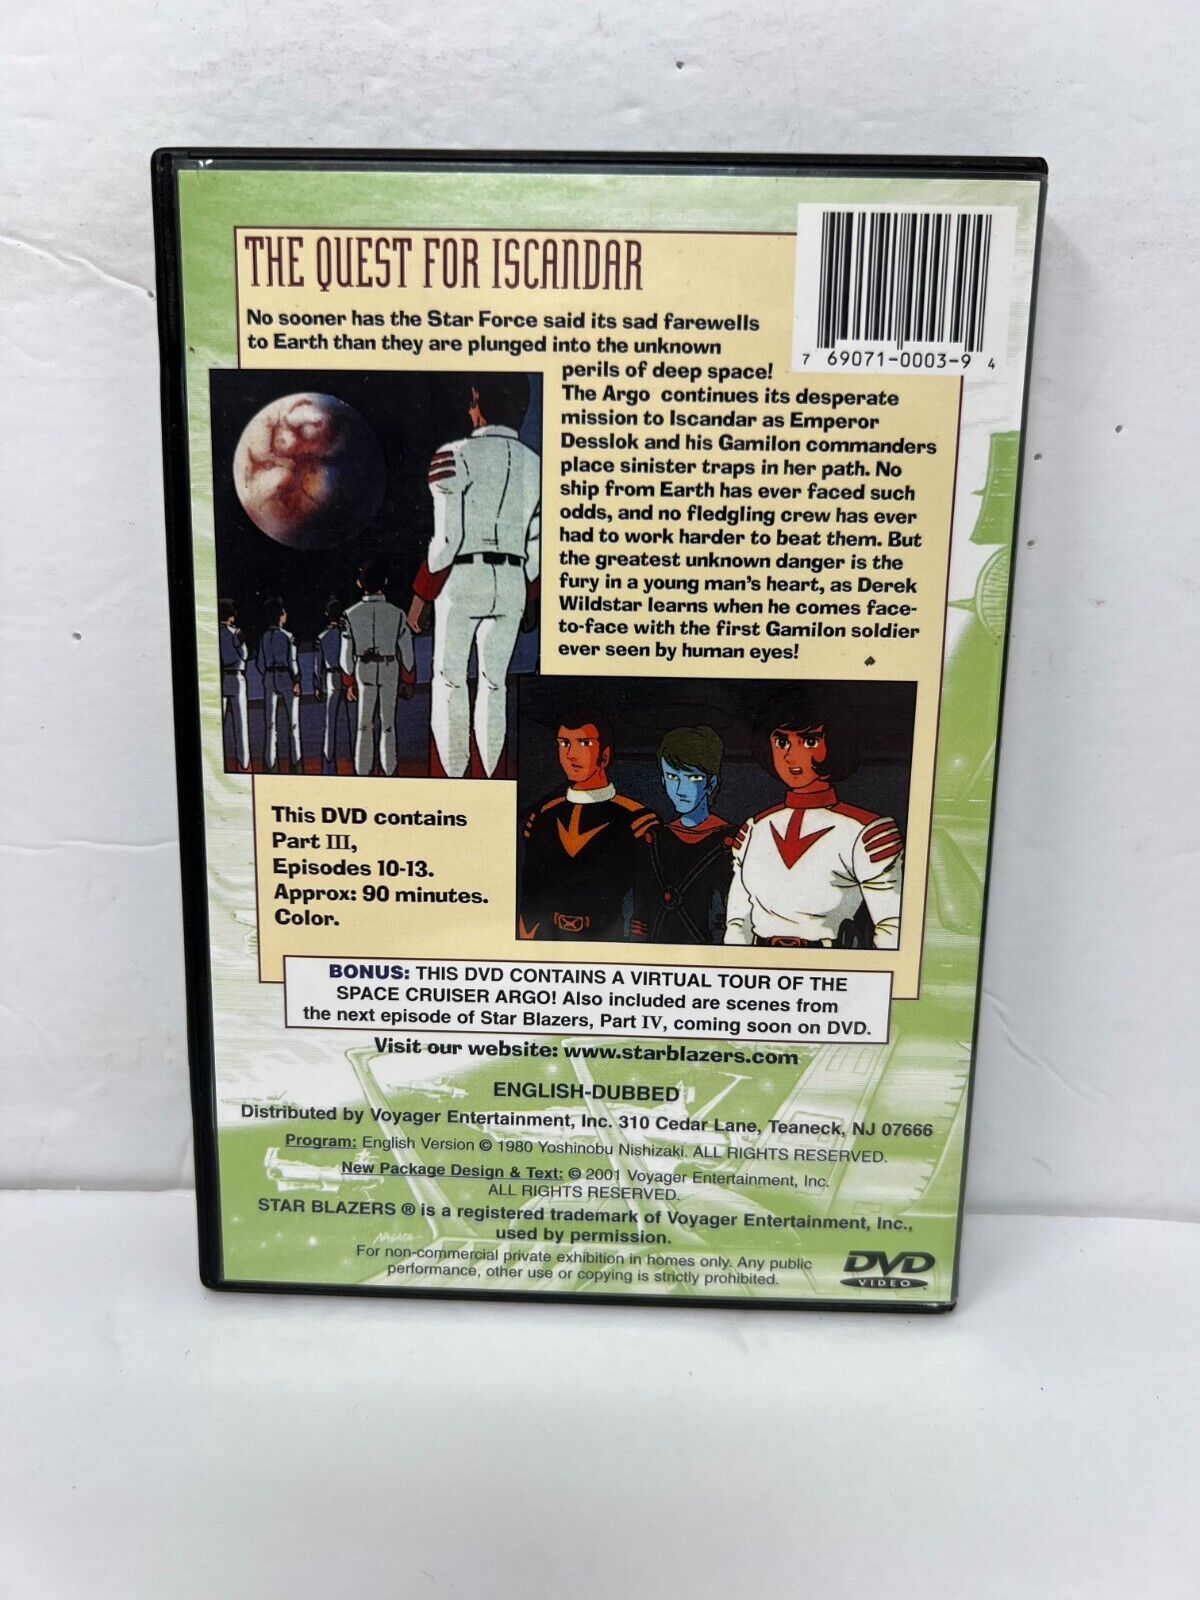 THE QUEST FOR ISCANDAR
7 69071-0003-9 4
No sooner has the Star Force said its sad farewells
to Earth than they are plunged into the unknown
perils of deep space!
The Argo continues its desperate
mission to Iscandar as Emperor
Desslok and his Gamilon commanders
place sinister traps in her path. No
ship from Earth has ever faced such
odds, and no fledgling crew has ever
had to work harder to beat them. But
the greatest unknown danger is the
fury in a young man's heart, as Derek
Wildstar learns when he comes face-
to-face with the first Gamilon soldier
ever seen by human eyes!
This DVD contains
Part III,
Episodes 10-13.
Approx: 90 minutes.
Color.
BONUS: THIS DVD CONTAINS A VIRTUAL TOUR OF THE
SPACE CRUISER ARGO! Also included are scenes from
the next episode of Star Blazers, Part IV, coming soon on DVD.
Visit our website: www.starblazers.com
ENGLISH-DUBBED
Distributed by Voyager Entertainment, Inc. 310 Cedar Lane, Teaneck, NJ 07666
Program: English Version © 1980 Yoshinobu Nishizaki. ALL RIGHTS RESERVED.
New Package Design & Text: © 2001 Voyager Entertainment, Inc.
ALL RIGHTS RESERVED.
STAR BLAZERS ® is a registered trademark of Voyager Entertainment, Inc.,
used by permission.
For non-commercial private exhibition in homes only. Any public
performance, other use or copying is strictly prohibited.
DVD
VIDEO